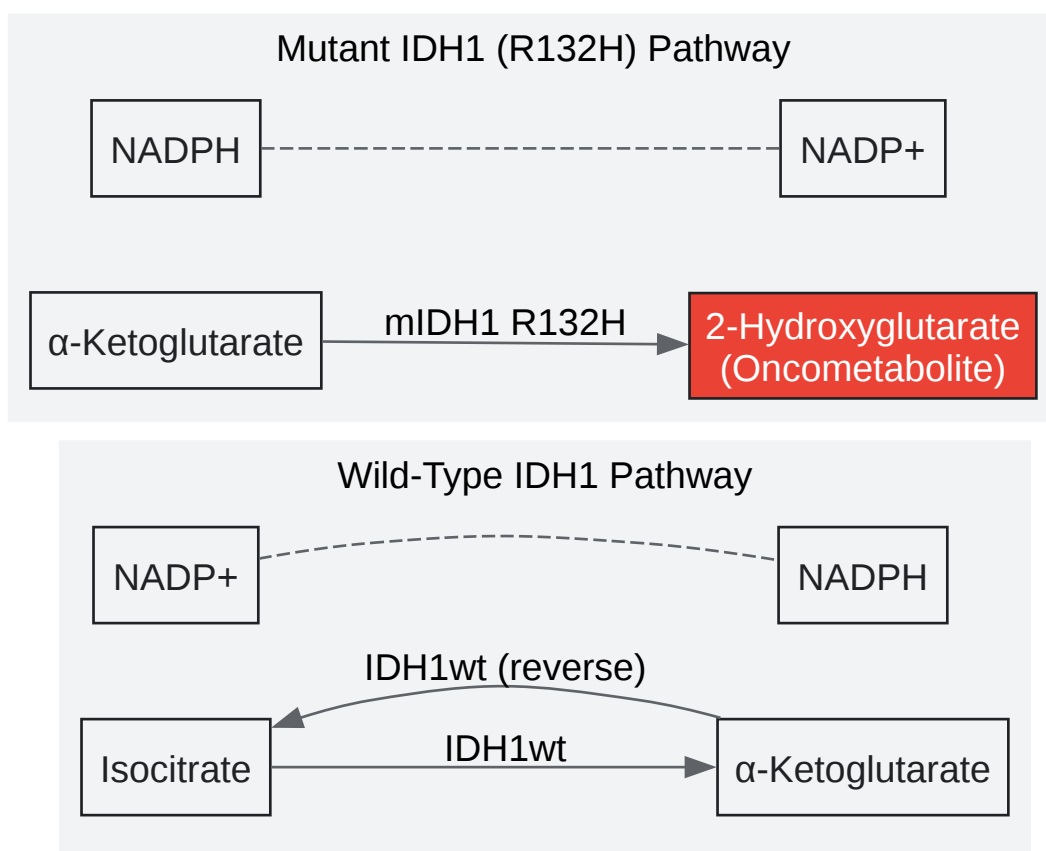 Mutant IDH1 (R132H) Pathway
NADPH
NADP+
α-Ketoglutarate
mIDH1 R132H
2-Hydroxyglutarate
(Oncometabolite)
Wild-Type IDH1 Pathway
NADP+
NADPH
IDH1wt (reverse)
Isocitrate
IDH1wt
α-Ketoglutarate